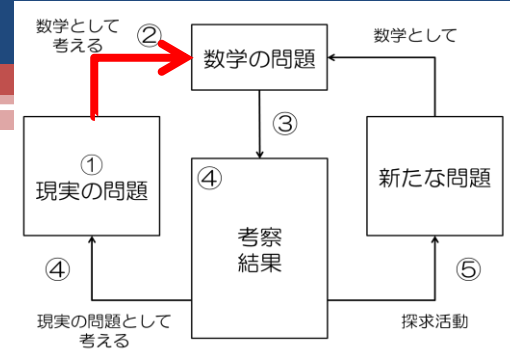 数学として
考える
②
数学の問題
数学として
③
①
現実の問題
④
考察
結果
新たな問題
④
⑤
現実の問題として
考える
探求活動